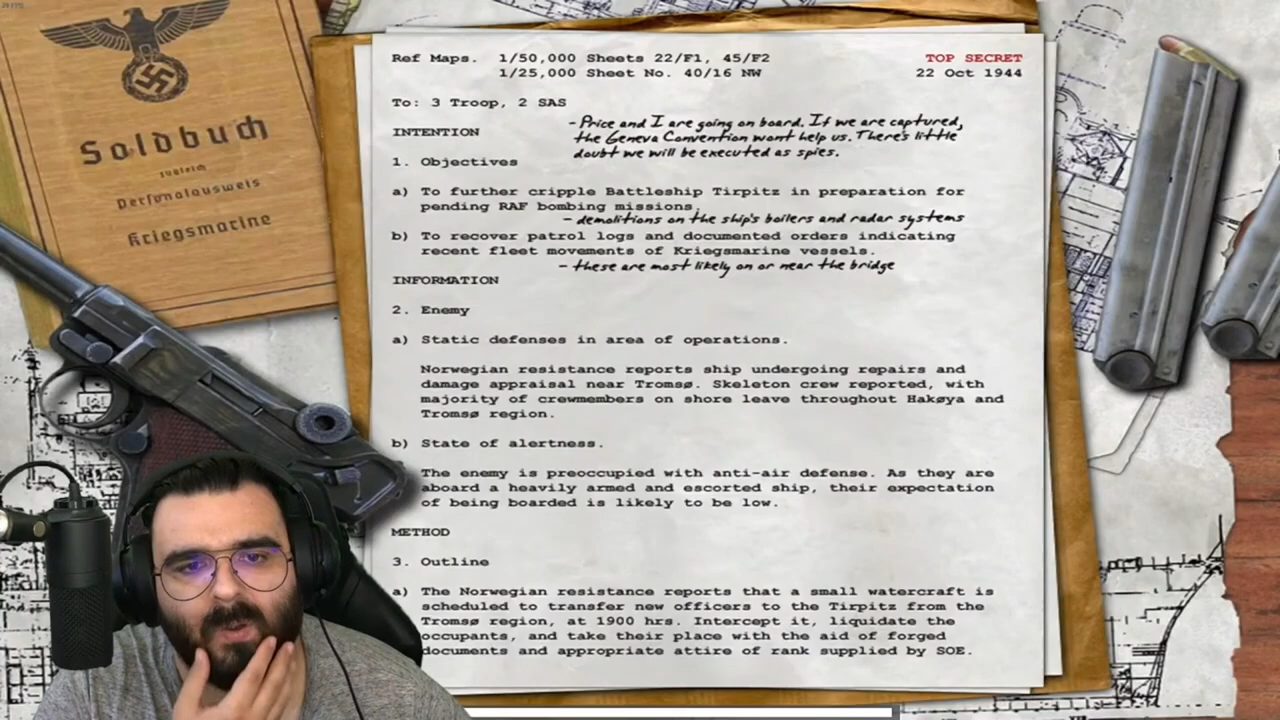 29 FPS
Soldbuch
zugleich
Personalausweis
Kriegsmarine
Ref Maps. 1/50,000 Sheets 22/F1, 45/F2
1/25,000 Sheet No. 40/16 NW
TOP SECRET
22 Oct 1944
To: 3 Troop, 2 SAS
- Price and I are going on board. If we are captured,
the Geneva Convention wont help us. There's little
doubt we will be executed as spies.
INTENTION
1. Objectives
a) To further cripple Battleship Tirpitz in preparation for
pending RAF bombing missions.
- demolitions on the ship's boilers and radar systems
b) To recover patrol logs and documented orders indicating
recent fleet movements of Kriegsmarine vessels.
- these are most likely on or near the bridge
INFORMATION
2. Enemy
a) Static defenses in area of operations.
Norwegian resistance reports ship undergoing repairs and
damage appraisal near Tromsø. Skeleton crew reported, with
majority of crewmembers on shore leave throughout Hakøya and
Tromsø region.
b) State of alertness.
The enemy is preoccupied with anti-air defense. As they are
aboard a heavily armed and escorted ship, their expectation
of being boarded is likely to be low.
METHOD
3. Outline
a) The Norwegian resistance reports that a small watercraft is
scheduled to transfer new officers to the Tirpitz from the
Tromsø region, at 1900 hrs. Intercept it, liquidate the
occupants, and take their place with the aid of forged
documents and appropriate attire of rank supplied by SOE.